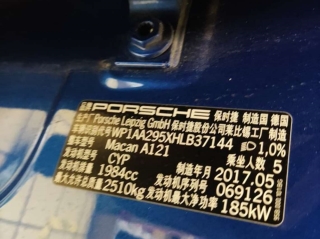 品牌 PORSCHE 保时捷 制造国 德国
生产厂 Porsche Leipzig GmbH 保时捷股份公司莱比锡工厂制造
车辆识别代号 WP1AA295XHLB37144 1,0%
整车型号 Macan A121 乘坐人数 5
发动机型号 CYP 制造年月 2017.05
发动机排量 1984cc 发动机序号 069126
最大允许总质量 2510kg 发动机最大净功率 185kW